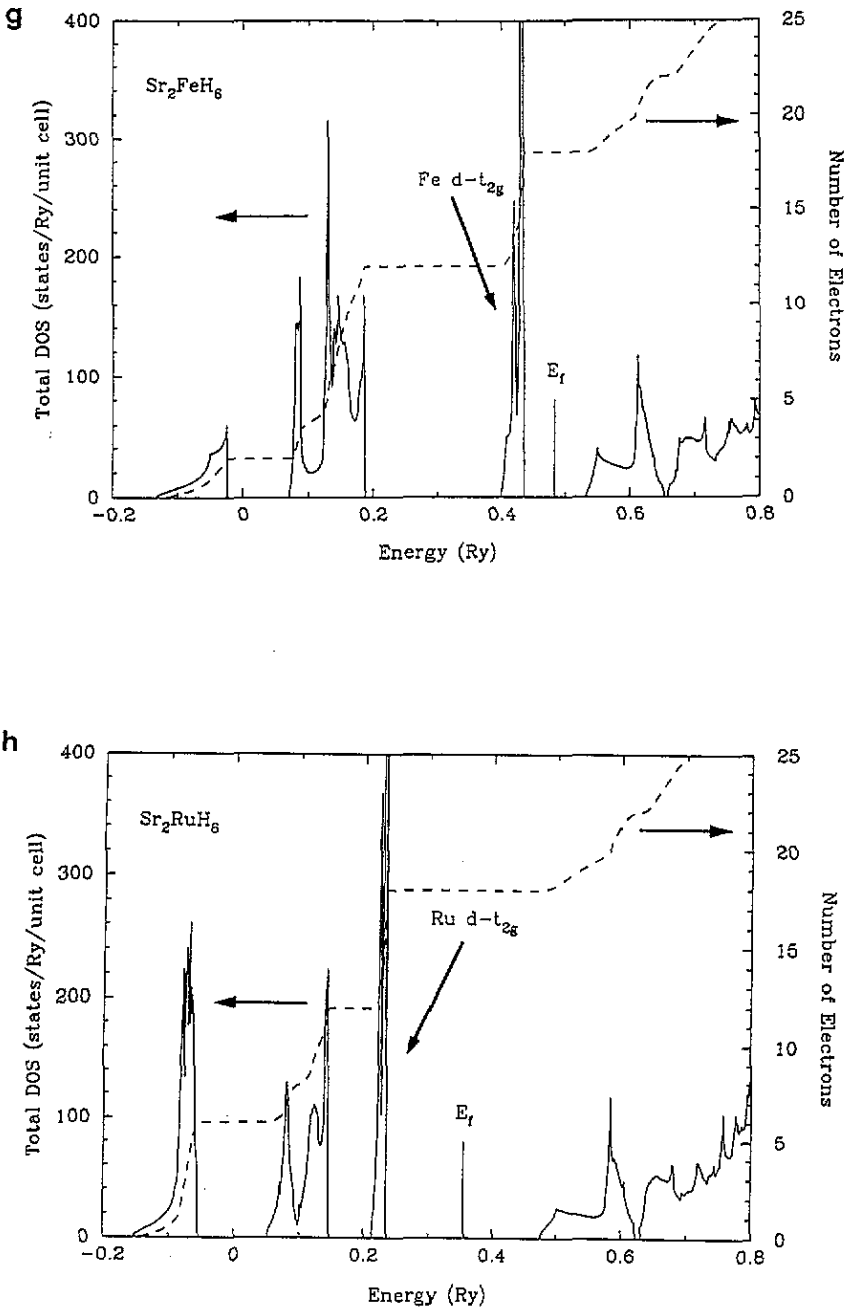 g
Sr₂FeH₆
Total DOS (states/Ry/unit cell)
400
300
200
100
0
Fe d-t₂g
E_f
Number of Electrons
25
20
15
10
5
0
-0.2
0
0.2
0.4
0.6
0.8
Energy (Ry)
h
Sr₂RuH₆
Total DOS (states/Ry/unit cell)
400
300
200
100
0
Ru d-t₂g
E_f
Number of Electrons
25
20
15
10
5
0
-0.2
0
0.2
0.4
0.6
0.8
Energy (Ry)